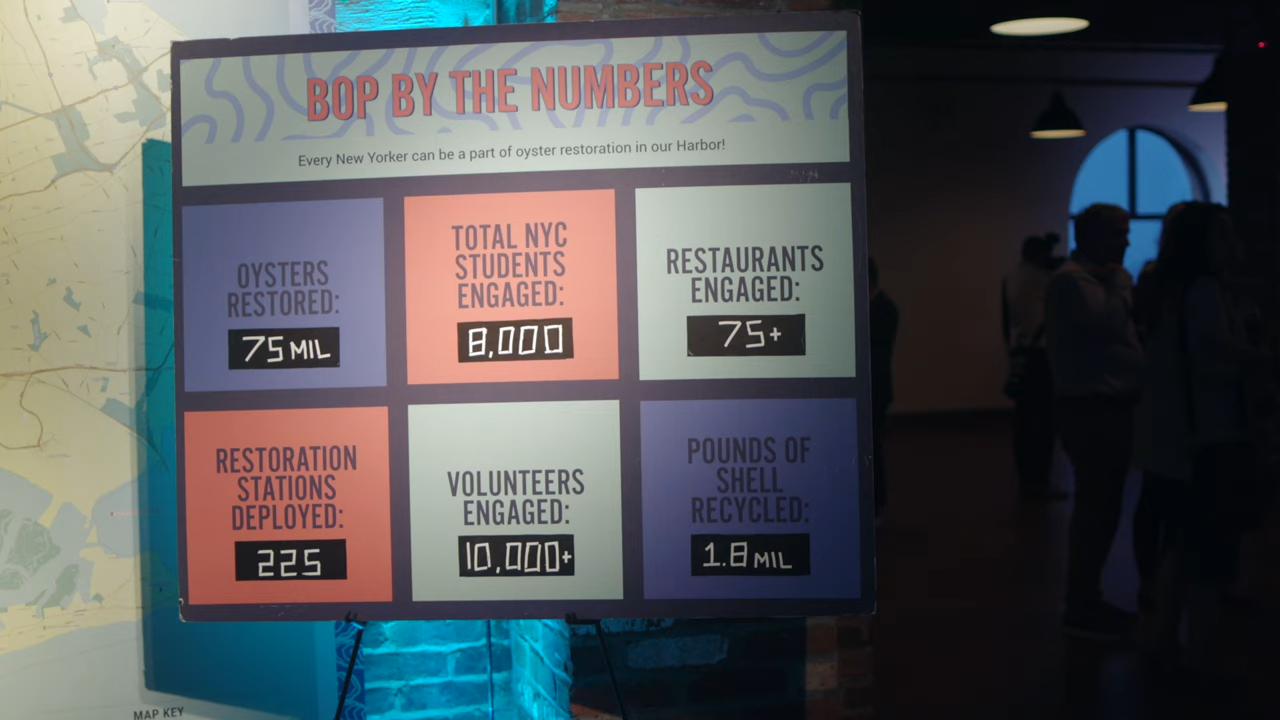 BOP BY THE NUMBERS
Every New Yorker can be a part of oyster restoration in our Harbor!
OYSTERS
RESTORED:
75 MIL
TOTAL NYC
STUDENTS
ENGAGED:
8,000
RESTAURANTS
ENGAGED:
75+
RESTORATION
STATIONS
DEPLOYED:
225
VOLUNTEERS
ENGAGED:
10,000+
POUNDS OF
SHELL
RECYCLED:
1.8 MIL
MAP KEY